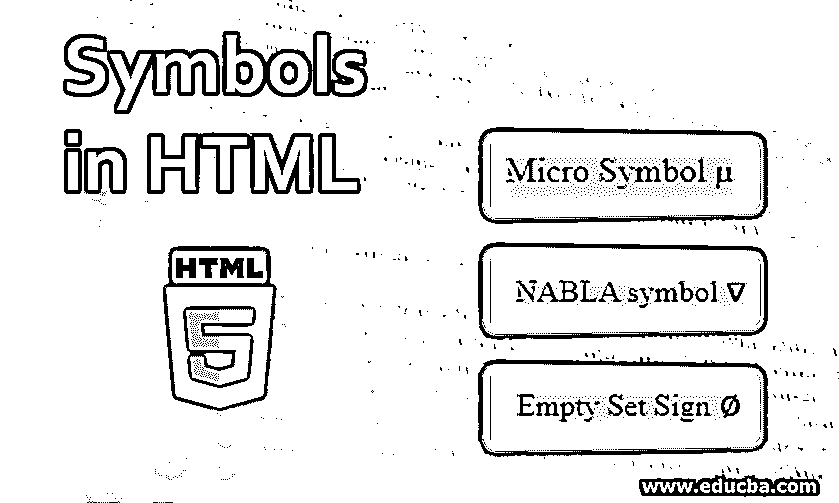 Symbols
in HTML
HTML
5
Micro Symbol µ
NABLA symbol ∇
Empty Set Sign Ø
www.educba.com